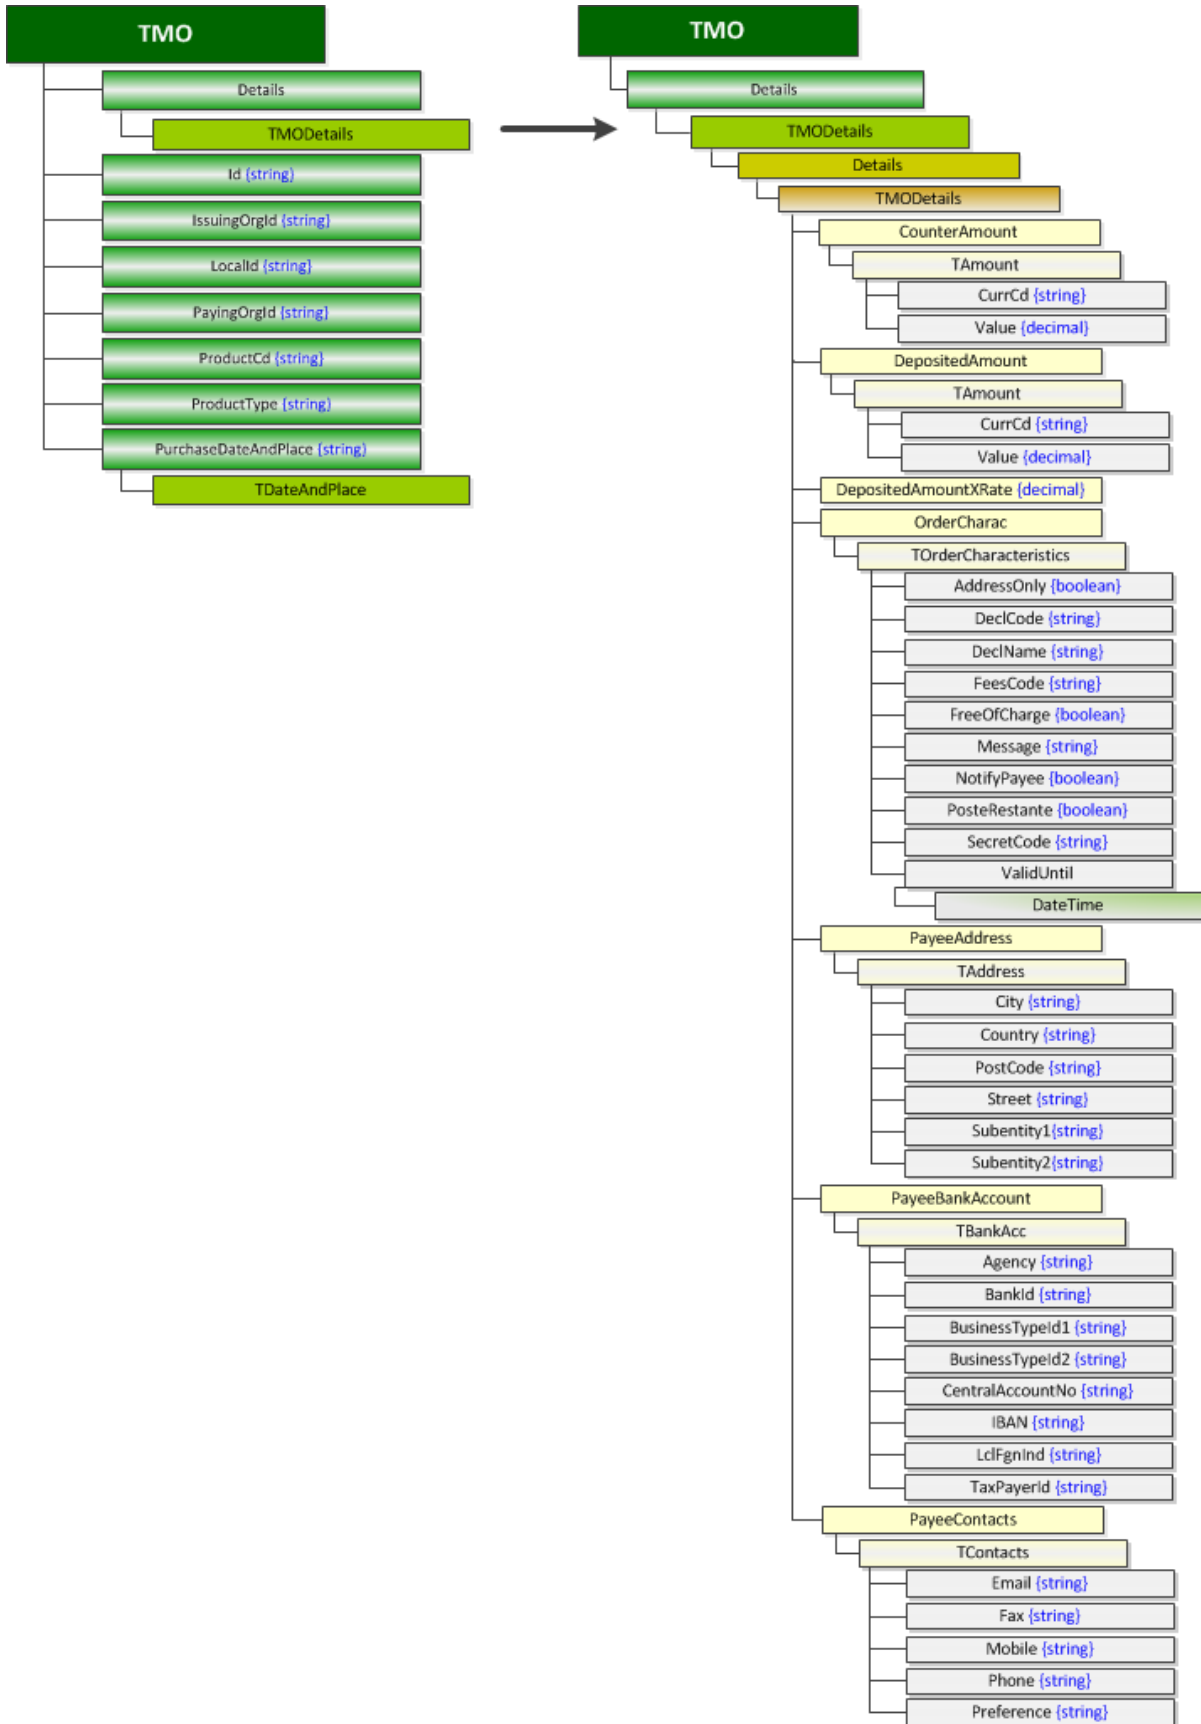 TMO
Details
TMODetails
Id {string}
IssuingOrgId {string}
LocalId {string}
PayingOrgId {string}
ProductCd {string}
ProductType {string}
PurchaseDateAndPlace {string}
TDateAndPlace
TMO
Details
TMODetails
Details
TMODetails
CounterAmount
TAmount
CurrCd {string}
Value {decimal}
DepositedAmount
TAmount
CurrCd {string}
Value {decimal}
DepositedAmountXRate {decimal}
OrderCharac
TOrderCharacteristics
AddressOnly {boolean}
DeclCode {string}
DeclName {string}
FeesCode {string}
FreeOfCharge {boolean}
Message {string}
NotifyPayee {boolean}
PosteRestante {boolean}
SecretCode {string}
ValidUntil
DateTime
PayeeAddress
TAddress
City {string}
Country {string}
PostCode {string}
Street {string}
Subentity1{string}
Subentity2{string}
PayeeBankAccount
TBankAcc
Agency {string}
BankId {string}
BusinessTypeId1 {string}
BusinessTypeId2 {string}
CentralAccountNo {string}
IBAN {string}
LclFgnInd {string}
TaxPayerId {string}
PayeeContacts
TContacts
Email {string}
Fax {string}
Mobile {string}
Phone {string}
Preference {string}